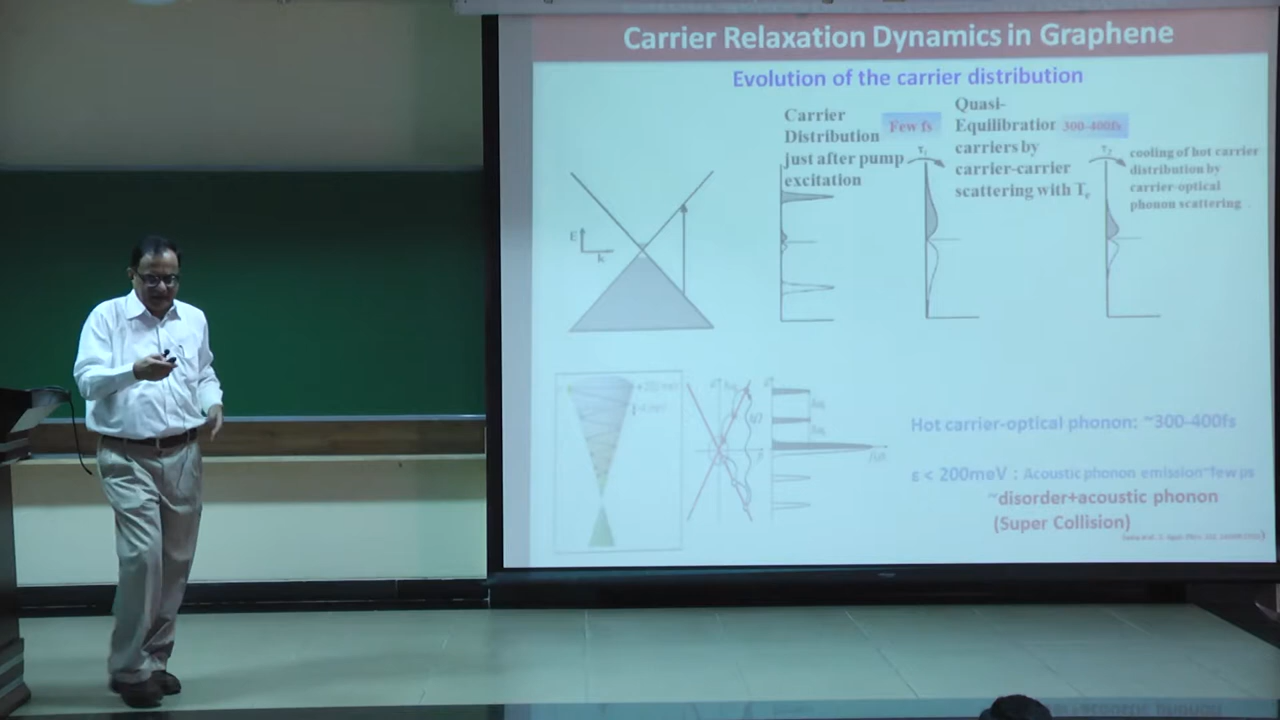 Carrier Relaxation Dynamics in Graphene
Evolution of the carrier distribution
Carrier
Distribution
just after pump
excitation
Few fs
τ₁
Quasi-
Equilibration
carriers by
carrier-carrier
scattering with Tₑ
300-400fs
τ₂
cooling of hot carrier
distribution by
carrier-optical
phonon scattering
ε
k
Hot carrier-optical phonon: ~300-400fs
ε < 200meV : Acoustic phonon emission~few ps
~disorder+acoustic phonon
(Super Collision)